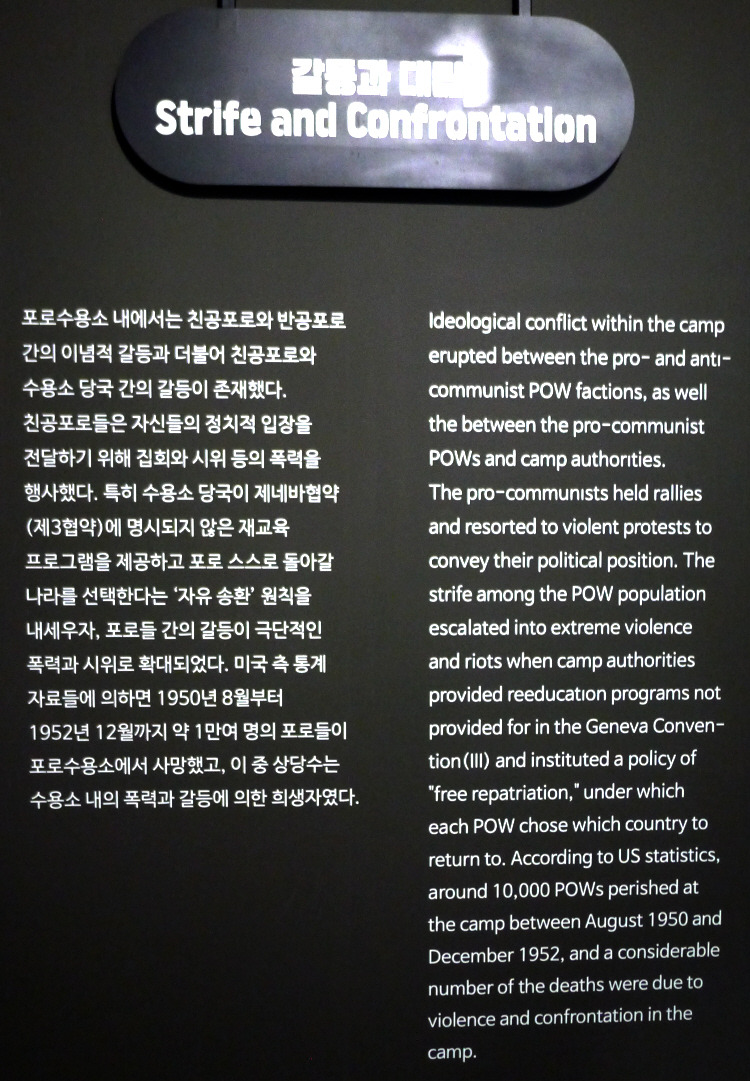 갈등과
Strife and Confrontation
포로수용소 내에서는 친공포로와 반공포로
간의 이념적 갈등과 더불어 친공포로와
수용소 당국 간의 갈등이 존재했다.
친공포로들은 자신들의 정치적 입장을
전달하기 위해 집회와 시위 등의 폭력을
행사했다. 특히 수용소 당국이 제네바협약
(제3협약)에 명시되지 않은 재교육
프로그램을 제공하고 포로 스스로 돌아갈
나라를 선택한다는 ‘자유 송환’ 원칙을
내세우자, 포로들 간의 갈등이 극단적인
폭력과 시위로 확대되었다. 미국 측 통계
자료들에 의하면 1950년 8월부터
1952년 12월까지 약 1만여 명의 포로들이
포로수용소에서 사망했고, 이 중 상당수는
수용소 내의 폭력과 갈등에 의한 희생자였다.
Ideological conflict within the camp
erupted between the pro- and anti-
communist POW factions, as well
the between the pro-communist
POWs and camp authorities.
The pro-communists held rallies
and resorted to violent protests to
convey their political position. The
strife among the POW population
escalated into extreme violence
and riots when camp authorities
provided reeducation programs not
provided for in the Geneva Conven-
tion(III) and instituted a policy of
"free repatriation," under which
each POW chose which country to
return to. According to US statistics,
around 10,000 POWs perished at
the camp between August 1950 and
December 1952, and a considerable
number of the deaths were due to
violence and confrontation in the
camp.